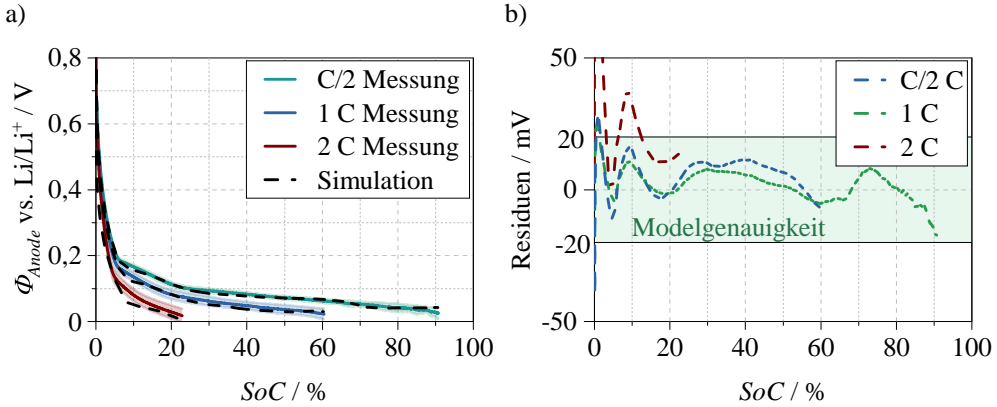 a)
0,8
0,6
0,4
0,2
0
Φ_Anode vs. Li/Li⁺ / V
C/2 Messung
1 C Messung
2 C Messung
Simulation
0 20 40 60 80 100
SoC / %
b)
50
20
0
-20
-50
Residuen / mV
C/2 C
1 C
2 C
Modelgenauigkeit
0 20 40 60 80 100
SoC / %